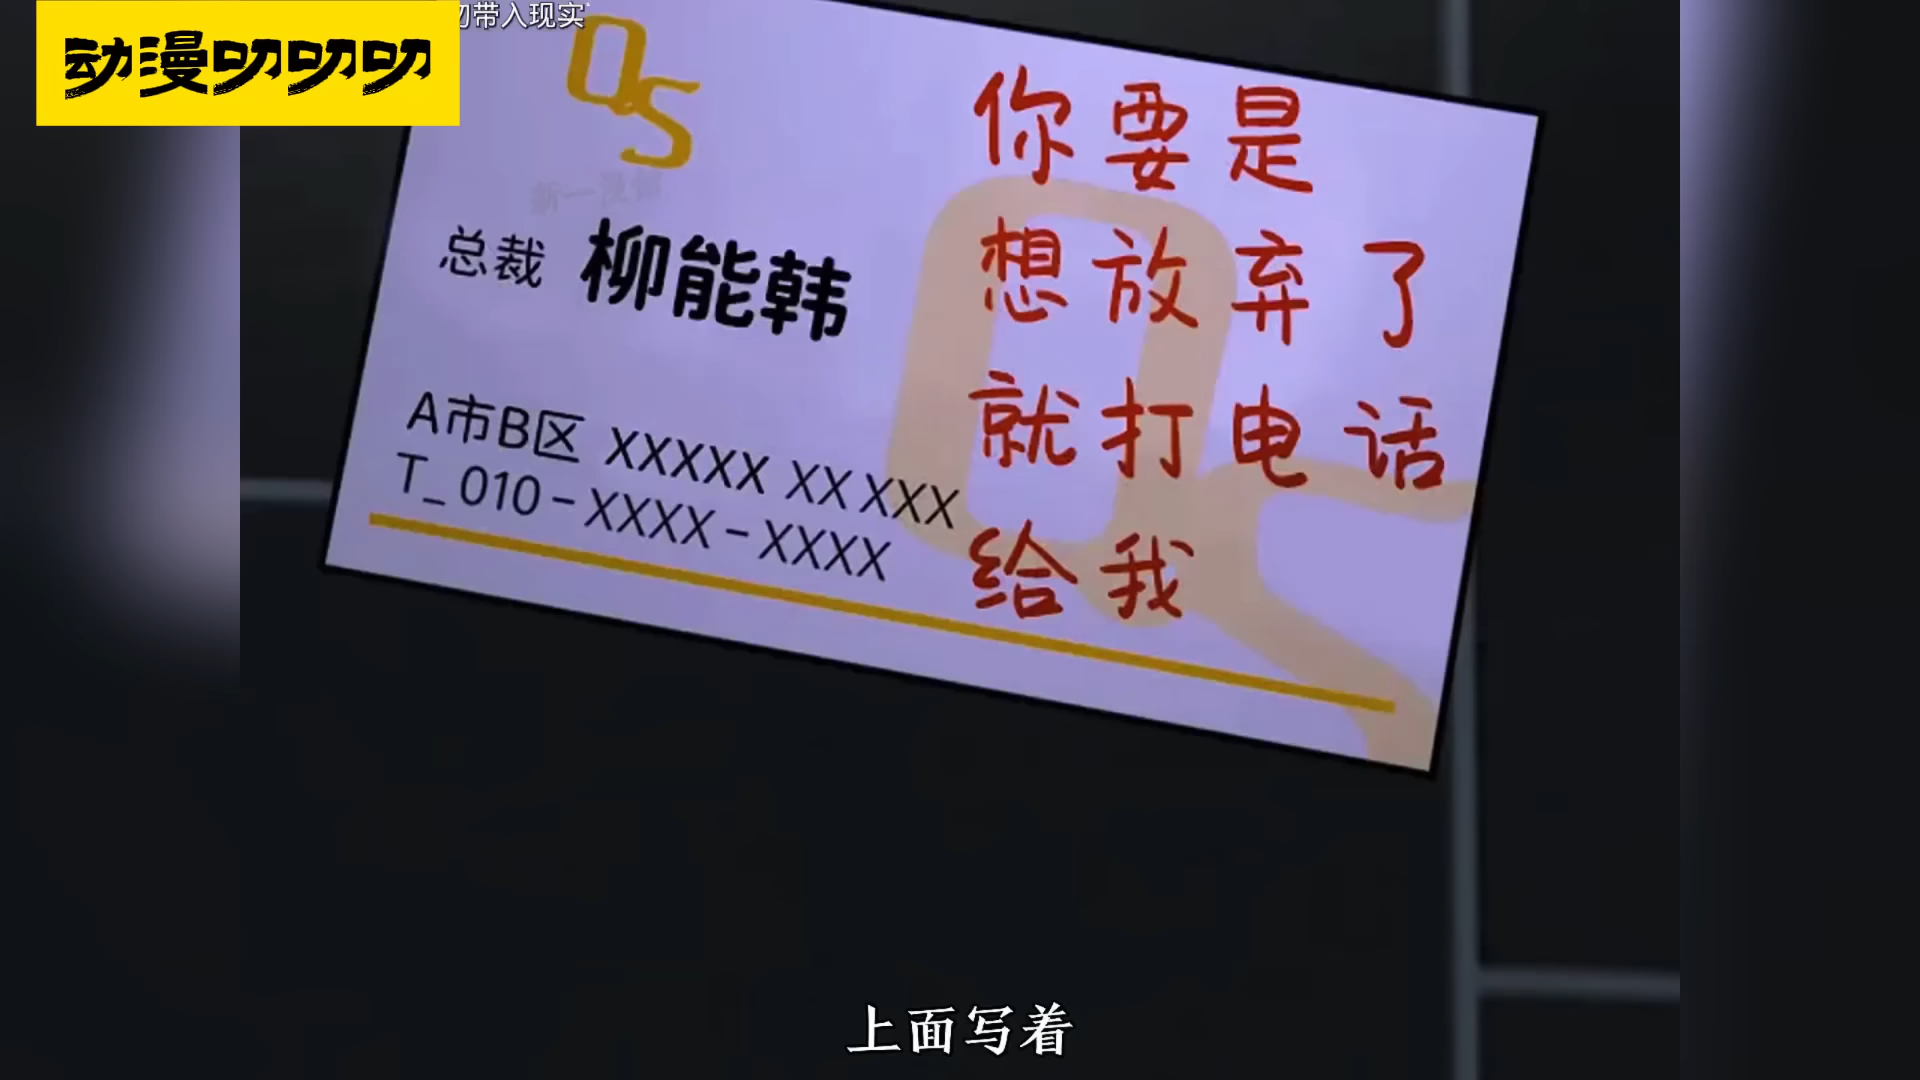 动漫叨叨叨
带入现实
QS
总裁 柳能韩
A市B区 XXXXX XX XXX
T_ 010-XXXX-XXXX
你要是
想放弃了
就打电话
给我
上面写着